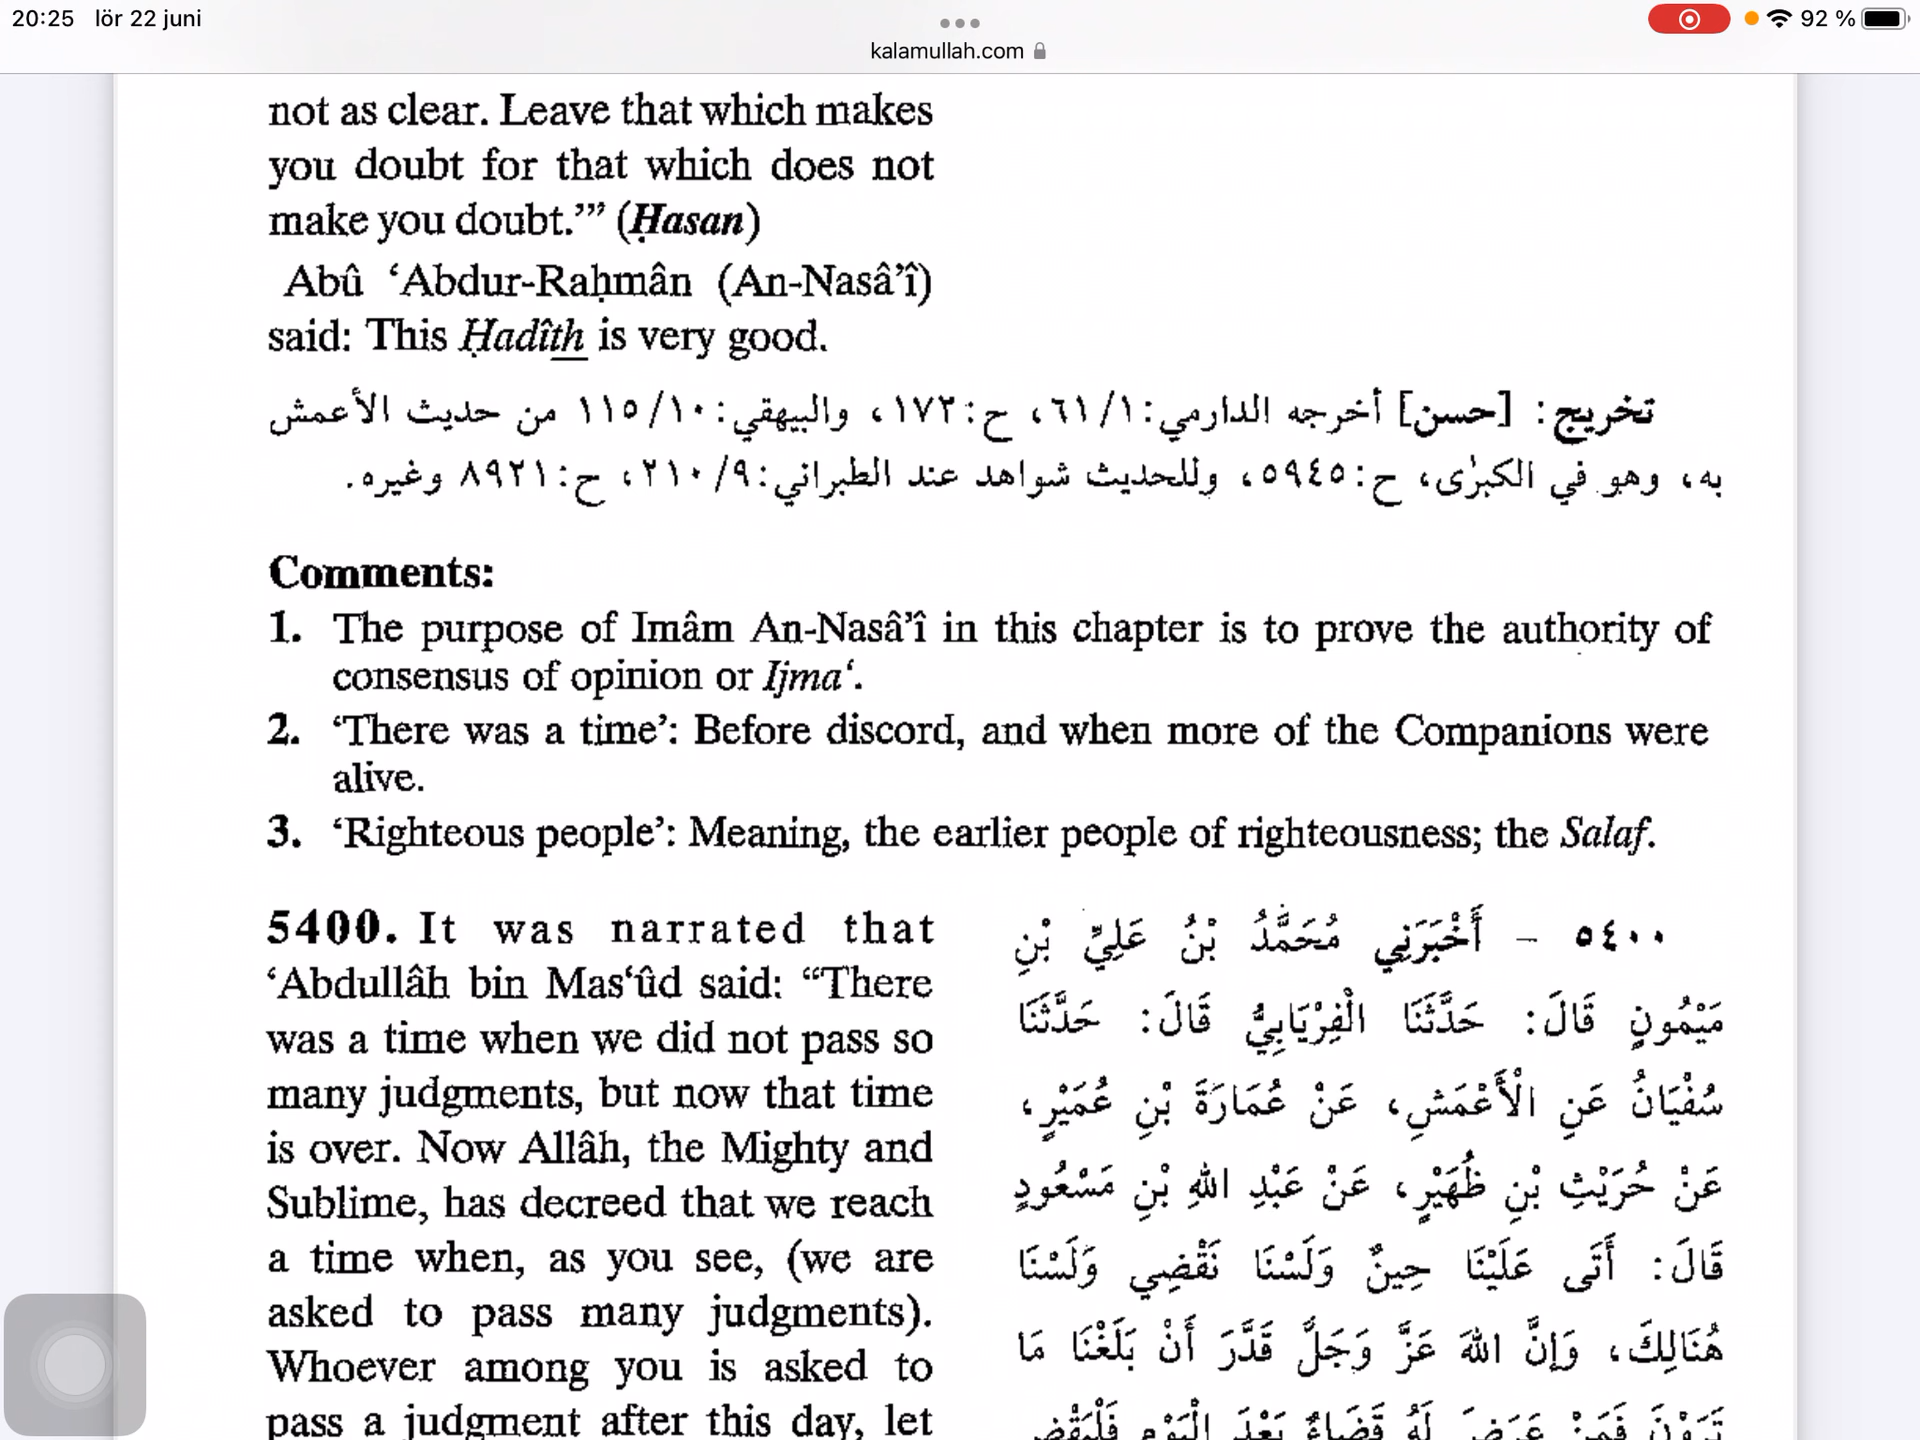 20:25 lör 22 juni
92 %
kalamullah.com
not as clear. Leave that which makes
you doubt for that which does not
make you doubt.’” (Ḥasan)
Abû ‘Abdur-Raḥmân (An-Nasâ’î)
said: This Ḥadîth is very good.
تخريج: [حسن] أخرجه الدارمي: ٦١/١، ح: ١٧٢، والبيهقي: ١١٥/١٠ من حديث الأعمش
به، وهو في الكبرٰى، ح: ٥٩٤٥، وللحديث شواهد عند الطبراني: ٢١٠/٩، ح: ٨٩٢١ وغيره.
Comments:
1. The purpose of Imâm An-Nasâ’î in this chapter is to prove the authority of
consensus of opinion or Ijma‘.
2. ‘There was a time’: Before discord, and when more of the Companions were
alive.
3. ‘Righteous people’: Meaning, the earlier people of righteousness; the Salaf.
5400. It was narrated that
‘Abdullâh bin Mas‘ûd said: “There
was a time when we did not pass so
many judgments, but now that time
is over. Now Allâh, the Mighty and
Sublime, has decreed that we reach
a time when, as you see, (we are
asked to pass many judgments).
Whoever among you is asked to
pass a judgment after this day, let
٥٤٠٠ - أَخْبَرَنِي مُحَمَّدُ بْنُ عَلِيِّ بْنِ
مَيْمُونٍ قَالَ: حَدَّثَنَا الْفِرْيَابِيُّ قَالَ: حَدَّثَنَا
سُفْيَانُ عَنِ الْأَعْمَشِ، عَنْ عُمَارَةَ بْنِ عُمَيْرٍ،
عَنْ حُرَيْثِ بْنِ ظُهَيْرٍ، عَنْ عَبْدِ اللهِ بْنِ مَسْعُودٍ
قَالَ: أَتَى عَلَيْنَا حِينٌ وَلَسْنَا نَقْضِي وَلَسْنَا
هُنَالِكَ، وَإِنَّ اللهَ عَزَّ وَجَلَّ قَدَّرَ أَنْ بَلَغْنَا مَا
تَرَوْنَ فَمَنْ عَرَضَ لَهُ قَضَاءٌ بَعْدَ الْيَوْمِ فَلْيَقْضِ